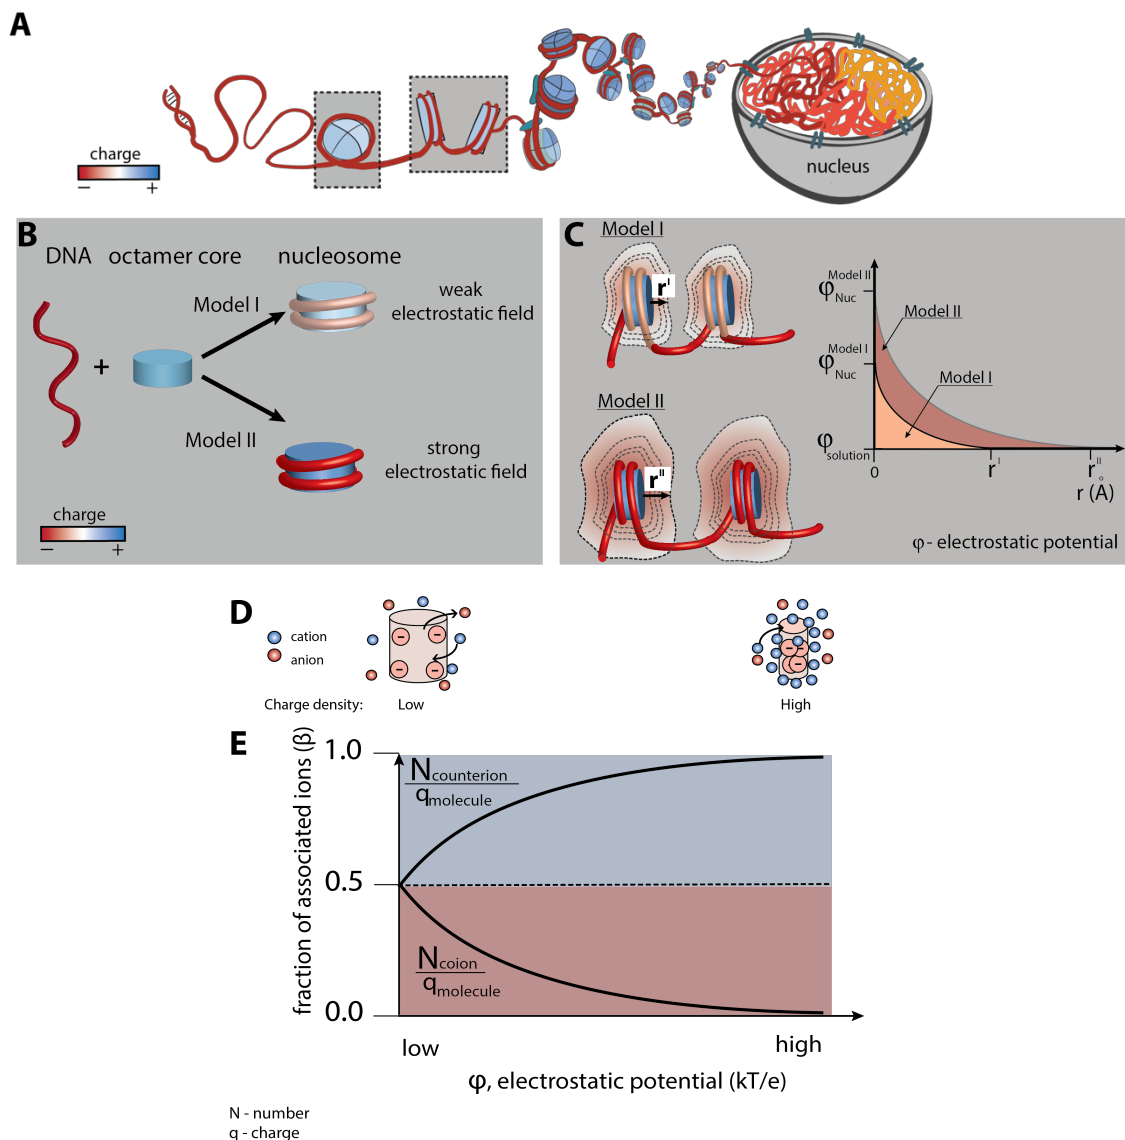 A
charge
− +
nucleus
B
DNA octamer core nucleosome
Model I
weak
electrostatic field
+
Model II
strong
electrostatic field
charge
− +
C
Model I
r I
Model II
r II
φ Nuc Model II
φ Nuc Model I
φ solution
Model II
Model I
0 r I r II
r (Å)
φ - electrostatic potential
D
cation
anion
− − − −
− − − −
Charge density: Low High
E
fraction of associated ions (β)
1.0
0.5
0.0
N counterion
q molecule
N coion
q molecule
low high
φ, electrostatic potential (kT/e)
N - number
q - charge